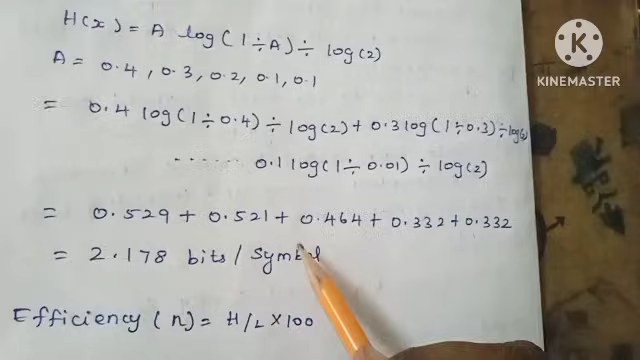 H(x) = A log(1÷A) ÷ log(2)
A = 0.4, 0.3, 0.2, 0.1, 0.1
= 0.4 log(1÷0.4) ÷ log(2) + 0.3 log(1÷0.3) ÷ log(2)
...... 0.1 log(1÷0.01) ÷ log(2)
= 0.529 + 0.521 + 0.464 + 0.332 + 0.332
= 2.178 bits / Symbol
Efficiency (n) = H/L × 100
K
KINEMASTER